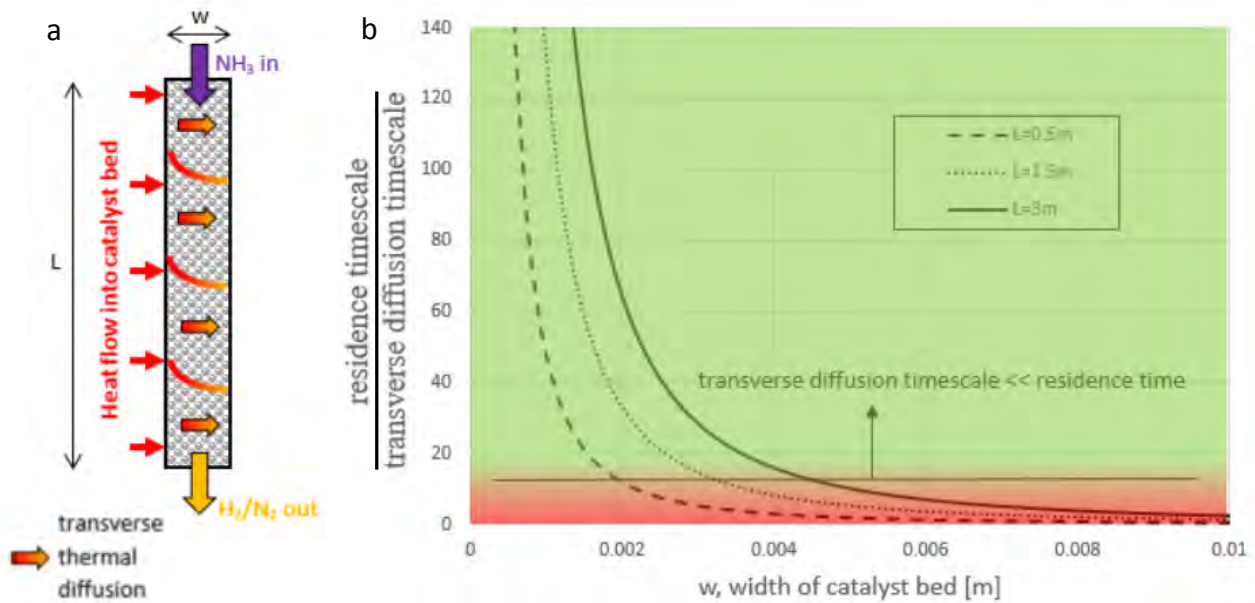 a
w
NH₃ in
Heat flow into catalyst bed
L
H₂/N₂ out
transverse
thermal
diffusion
b
residence timescale
transverse diffusion timescale
140
120
100
80
60
40
20
0
L=0.5m
L=1.5m
L=3m
transverse diffusion timescale << residence time
0
0.002
0.004
0.006
0.008
0.01
w, width of catalyst bed [m]